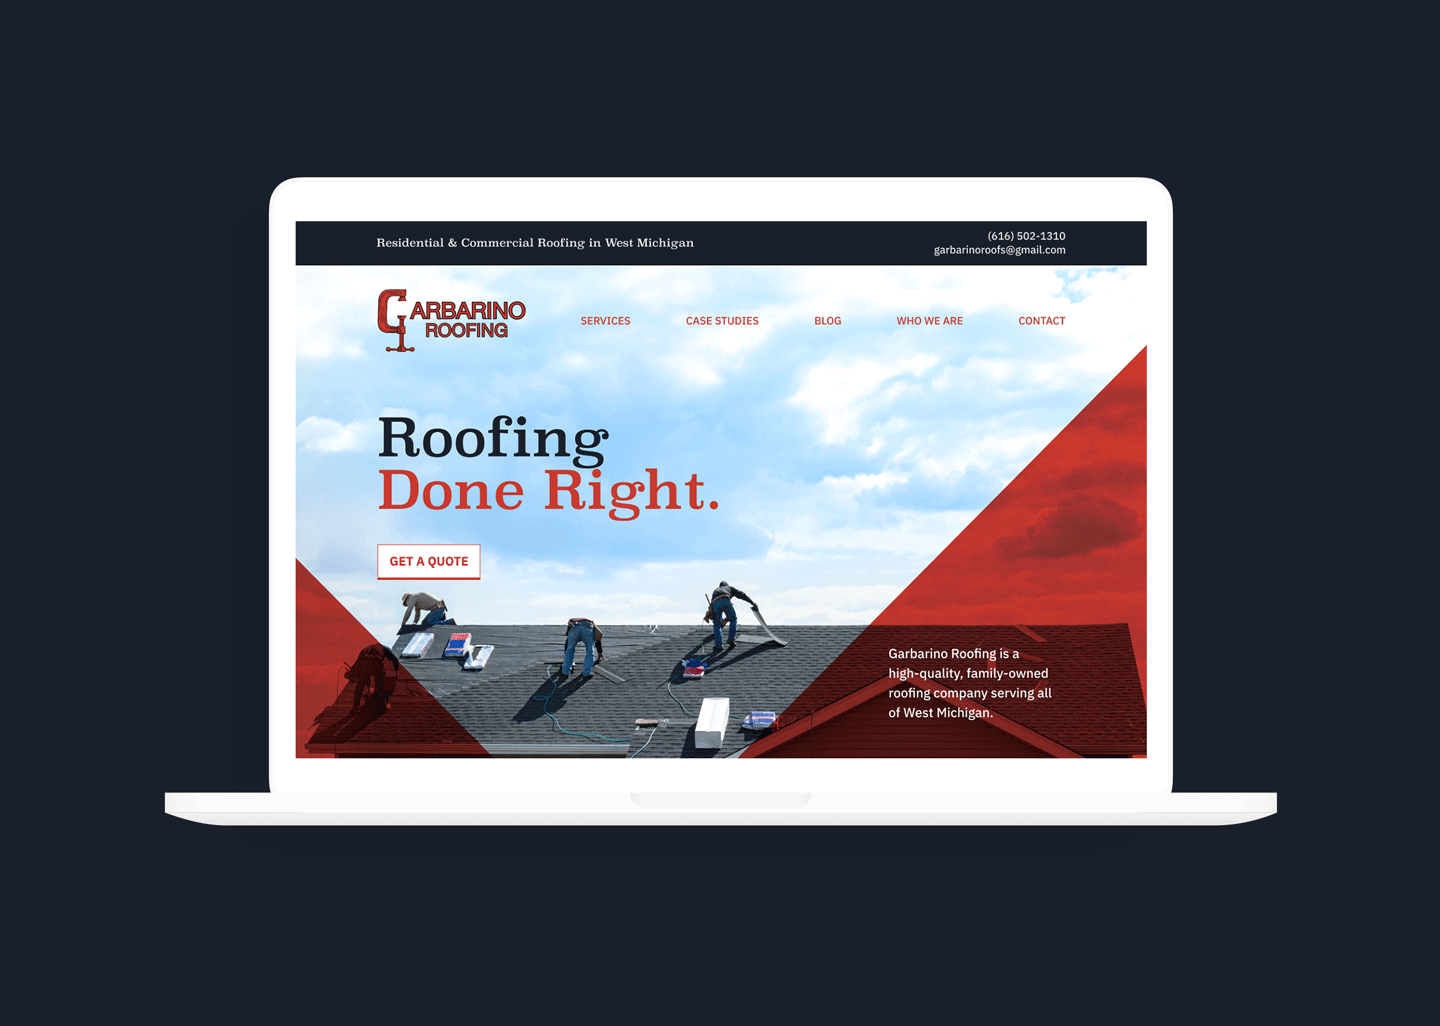 Residential & Commercial Roofing in West Michigan
(616) 502-1310
garbarinoroofs@gmail.com
GARBARINO
ROOFING
SERVICES
CASE STUDIES
BLOG
WHO WE ARE
CONTACT
Roofing
Done Right.
GET A QUOTE
Garbarino Roofing is a
high-quality, family-owned
roofing company serving all
of West Michigan.